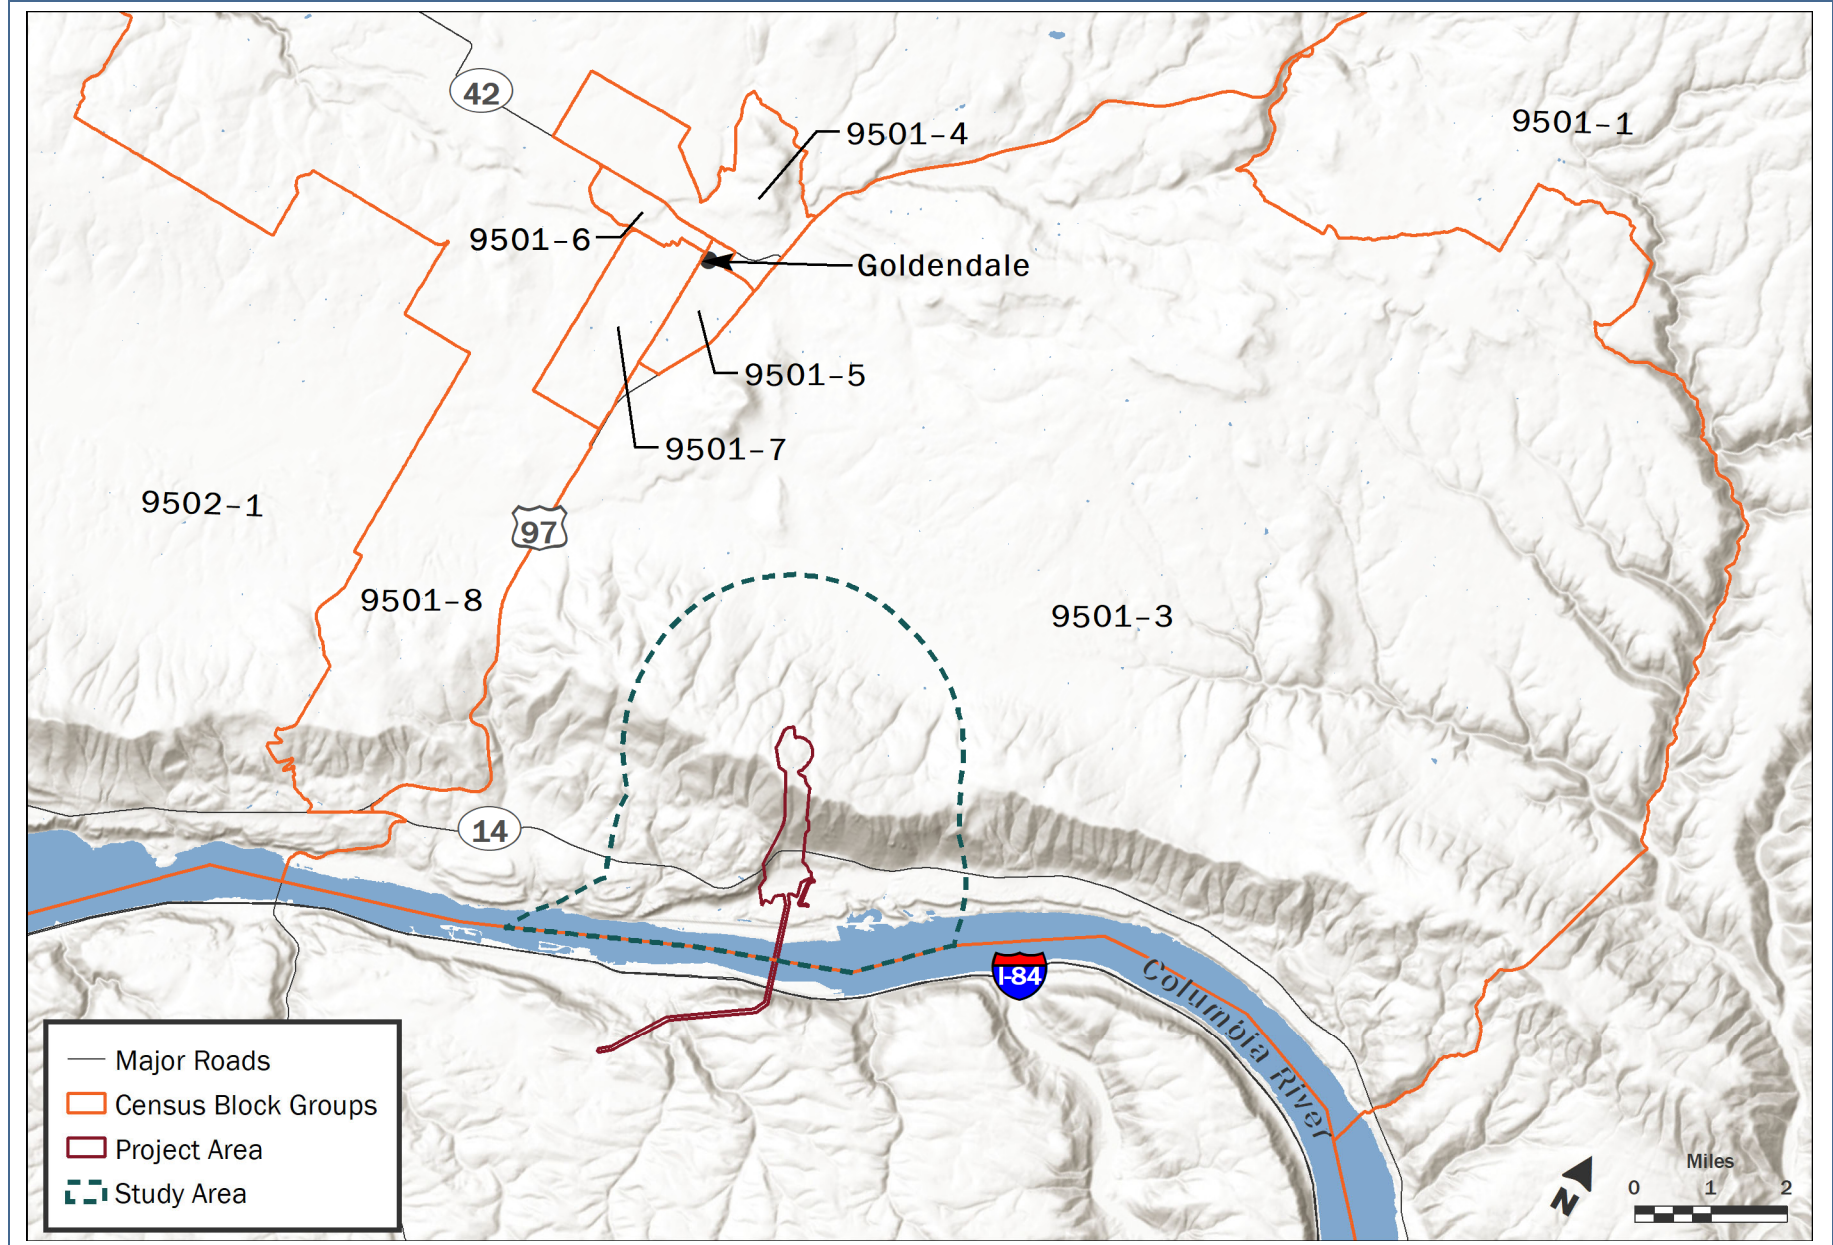 42
9501-4
9501-1
9501-6
Goldendale
9501-5
9501-7
9502-1
97
9501-8
9501-3
14
I-84
Columbia River
Major Roads
Census Block Groups
Project Area
Study Area
N
Miles
0 1 2